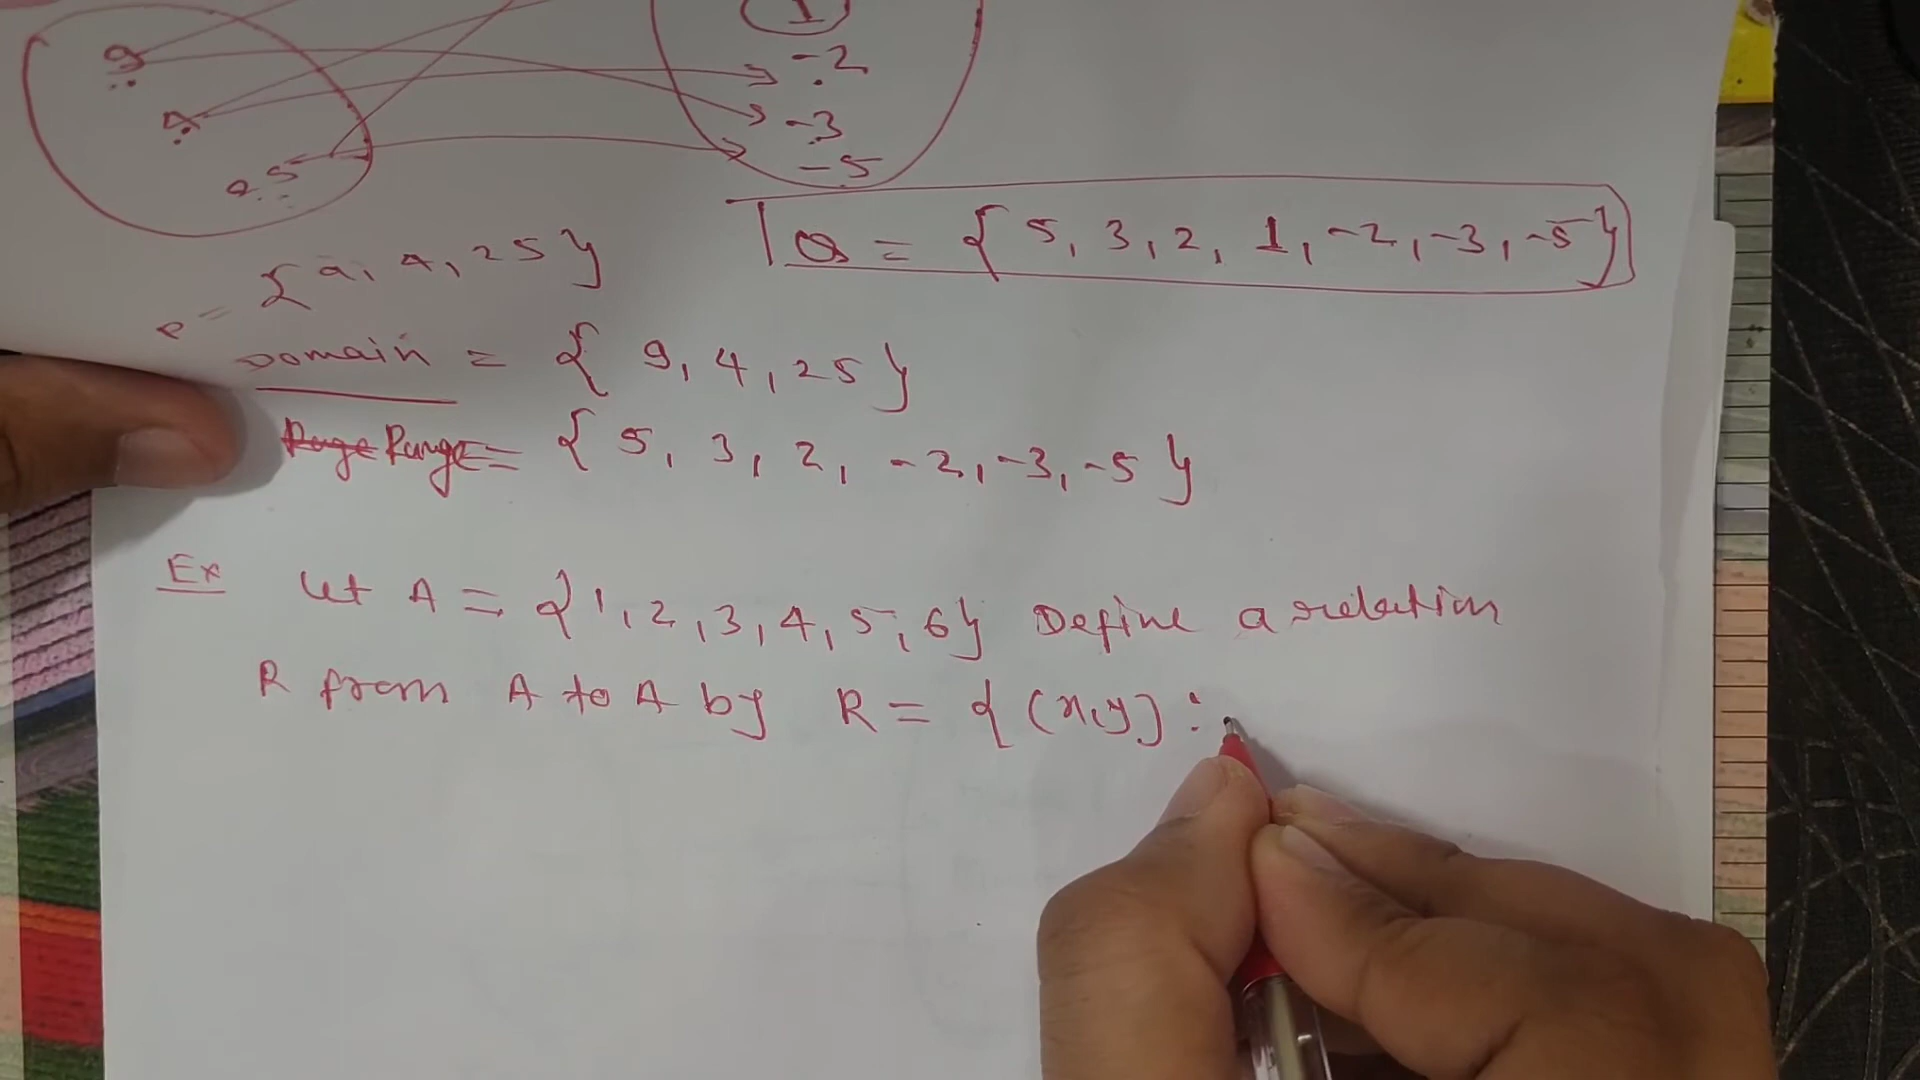 1
9
-2
4
-3
25
-5
P = { 9, 4, 25 }
Q = { 5, 3, 2, 1, -2, -3, -5 }
Domain = { 9, 4, 25 }
Range = { 5, 3, 2, -2, -3, -5 }
Ex Let A = { 1, 2, 3, 4, 5, 6 } Define a relation
R from A to A by R = { (x, y) :